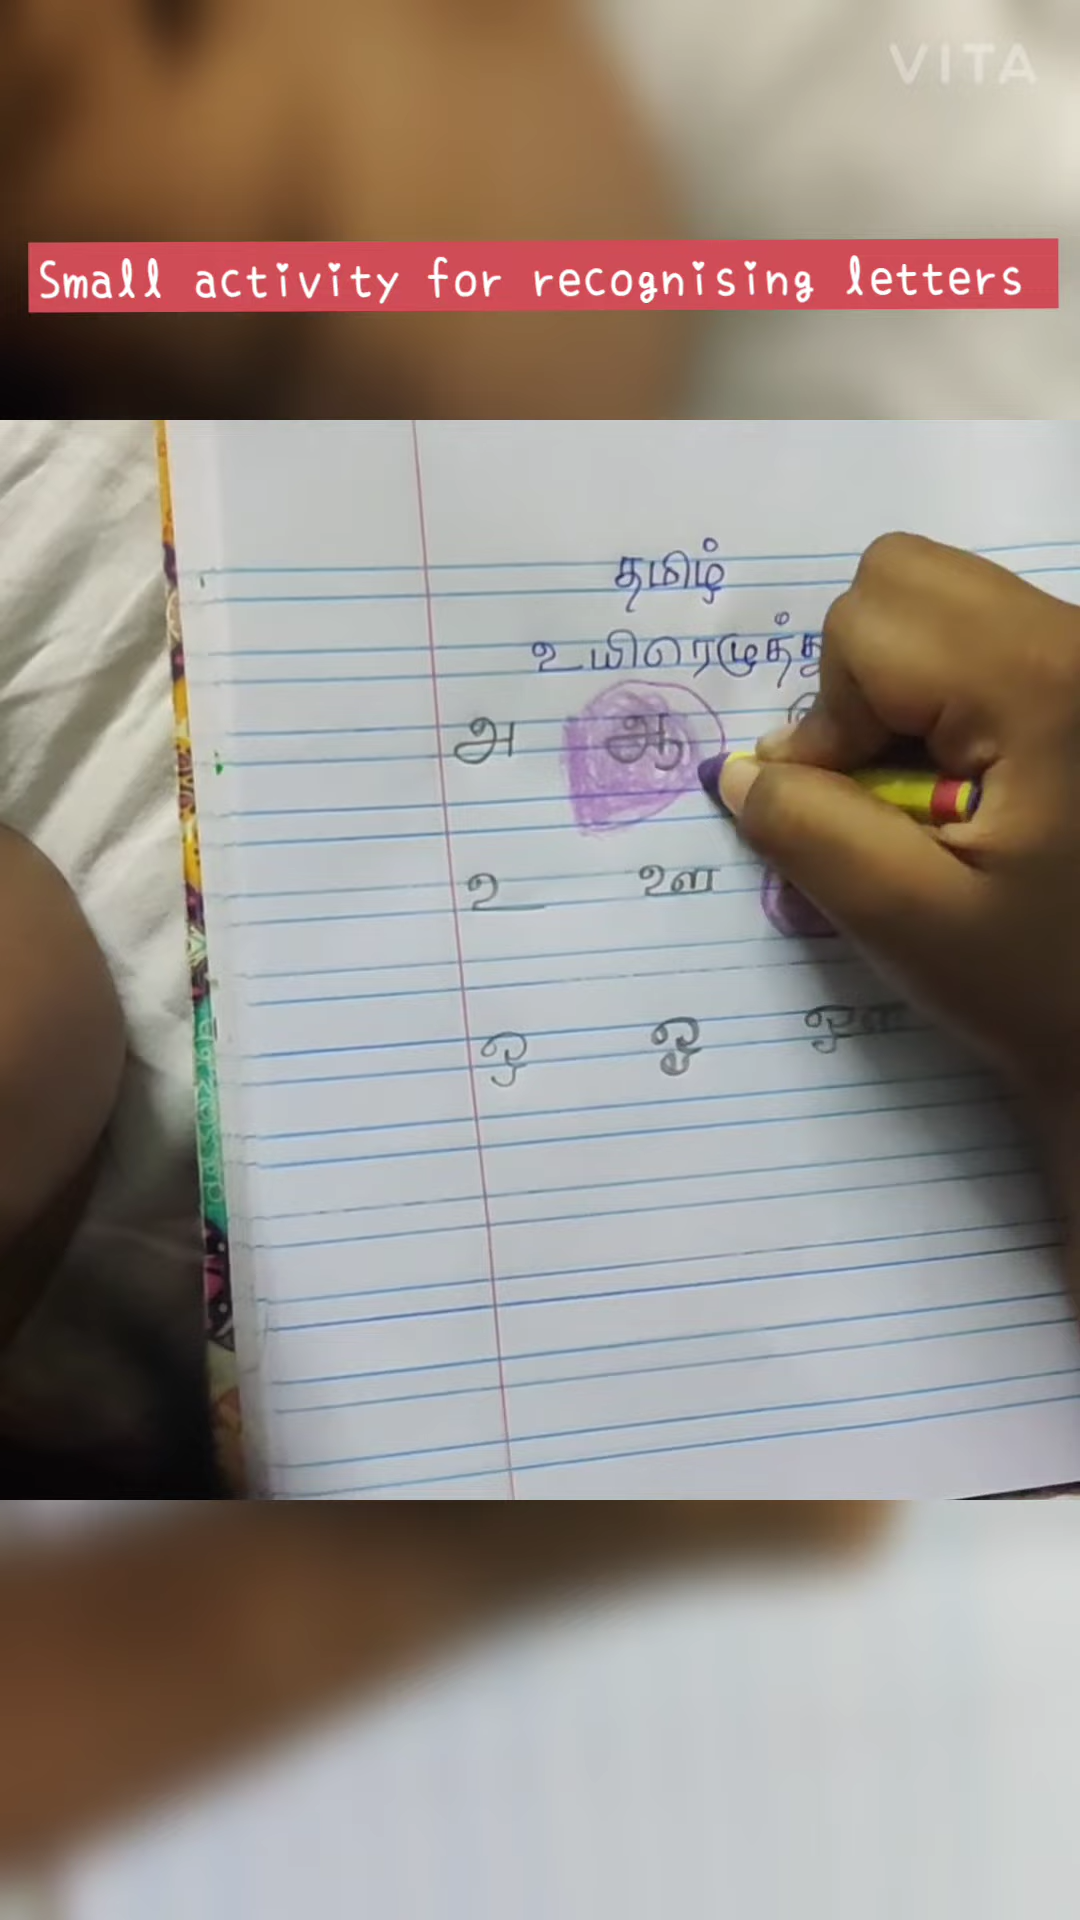 VITA
Small activity for recognising letters
தமிழ்
அ ஆ
உ ஊ
ஒ ஓ ஔ